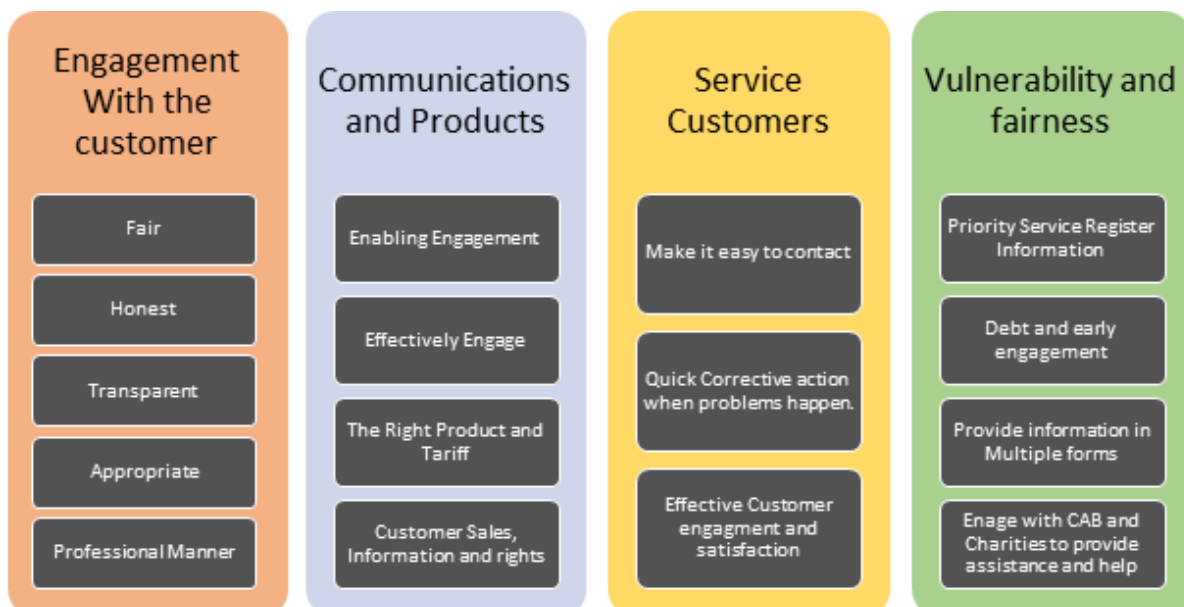 Engagement
With the
customer
Fair
Honest
Transparent
Appropriate
Professional Manner
Communications
and Products
Enabling Engagement
Effectively Engage
The Right Product and
Tariff
Customer Sales,
Information and rights
Service
Customers
Make it easy to contact
Quick Corrective action
when problems happen.
Effective Customer
engagment and
satisfaction
Vulnerability and
fairness
Priority Service Register
Information
Debt and early
engagement
Provide information in
Multiple forms
Enage with CAB and
Charities to provide
assistance and help